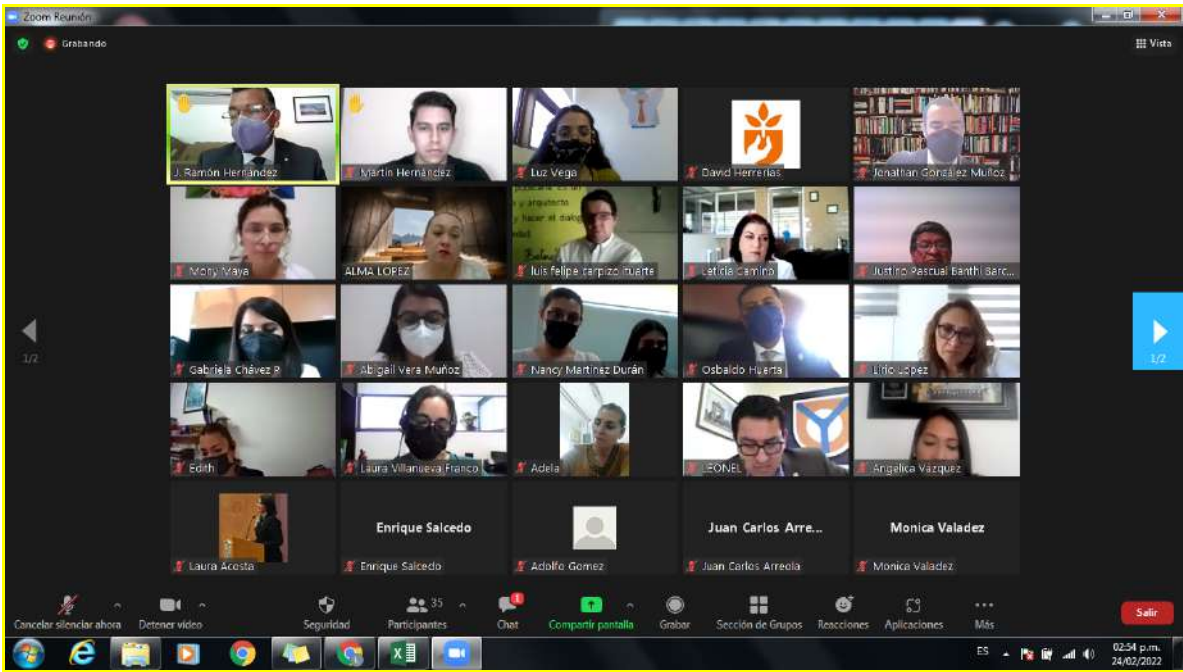 Zoom Reunión
Grabando
Vista
J. Ramón Hernández
Martín Hernández
Luz Vega
David Herrerías
Jonathan González Muñoz
Mony Maya
ALMA LOPEZ
luis felipe carpizo ituarte
Leticia Camino
Justino Pascual Banthi Barc...
1/2
1/2
Gabriela Chávez R
Abigail Vera Muñoz
Nancy Martínez Durán
Osbaldo Huerta
Lirio López
Edith
Laura Villanueva Franco
Adela
LEONEL
Angélica Vázquez
Enrique Salcedo
Juan Carlos Arre...
Monica Valadez
Laura Acosta
Enrique Salcedo
Adolfo Gomez
Juan Carlos Arreola
Monica Valadez
35
1
Cancelar silenciar ahora
Detener video
Seguridad
Participantes
Chat
Compartir pantalla
Grabar
Sección de Grupos
Reacciones
Aplicaciones
Más
Salir
ES
02:54 p.m.
24/02/2022